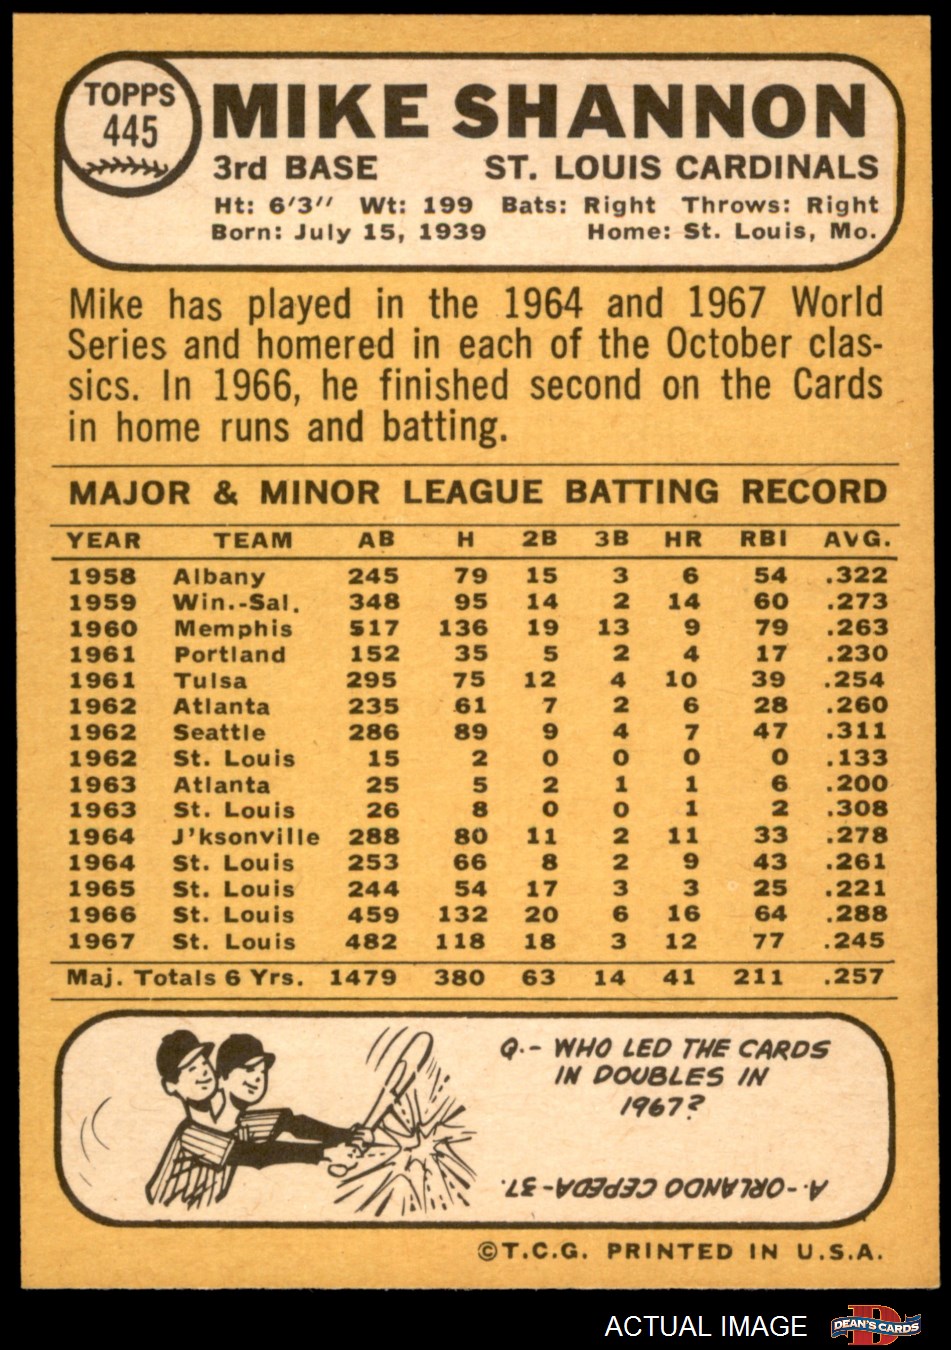 TOPPS
445
MIKE SHANNON
3rd BASE ST. LOUIS CARDINALS
Ht: 6'3" Wt: 199 Bats: Right Throws: Right
Born: July 15, 1939 Home: St. Louis, Mo.
Mike has played in the 1964 and 1967 World
Series and homered in each of the October clas-
sics. In 1966, he finished second on the Cards
in home runs and batting.
MAJOR & MINOR LEAGUE BATTING RECORD
YEAR TEAM AB H 2B 3B HR RBI AVG.
1958 Albany 245 79 15 3 6 54 .322
1959 Win.-Sal. 348 95 14 2 14 60 .273
1960 Memphis 517 136 19 13 9 79 .263
1961 Portland 152 35 5 2 4 17 .230
1961 Tulsa 295 75 12 4 10 39 .254
1962 Atlanta 235 61 7 2 6 28 .260
1962 Seattle 286 89 9 4 7 47 .311
1962 St. Louis 15 2 0 0 0 0 .133
1963 Atlanta 25 5 2 1 1 6 .200
1963 St. Louis 26 8 0 0 1 2 .308
1964 J'ksonville 288 80 11 2 11 33 .278
1964 St. Louis 253 66 8 2 9 43 .261
1965 St. Louis 244 54 17 3 3 25 .221
1966 St. Louis 459 132 20 6 16 64 .288
1967 St. Louis 482 118 18 3 12 77 .245
Maj. Totals 6 Yrs. 1479 380 63 14 41 211 .257
Q.- WHO LED THE CARDS
IN DOUBLES IN
1967?
A.-ORLANDO CEPEDA-37.
©T.C.G. PRINTED IN U.S.A.
ACTUAL IMAGE
D
DEAN'S CARDS